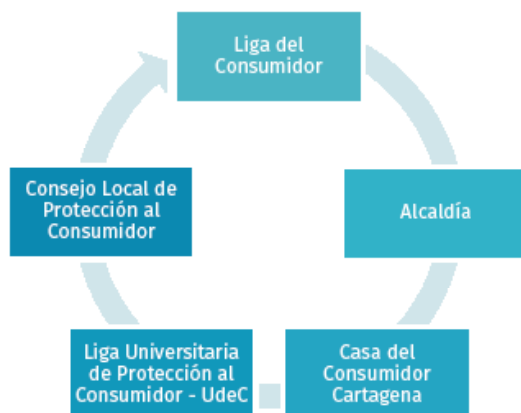 Liga del
Consumidor
Alcaldía
Casa del
Consumidor
Cartagena
Liga Universitaria
de Protección al
Consumidor - UdeC
Consejo Local de
Protección al
Consumidor